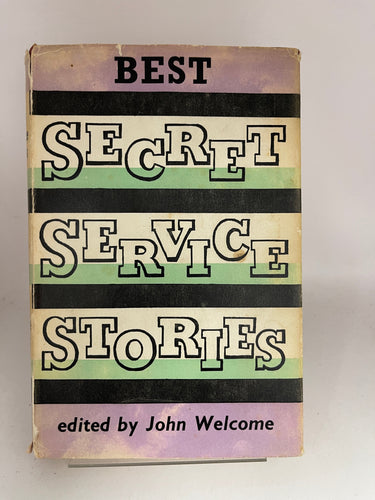 BEST
SECRET
SERVICE
STORIES
edited by John Welcome